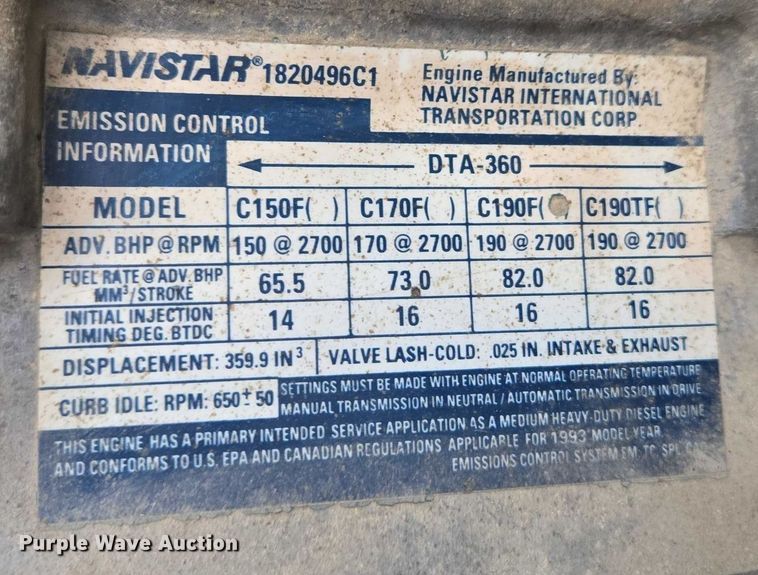 NAVISTAR® 1820496C1
Engine Manufactured By:
NAVISTAR INTERNATIONAL
TRANSPORTATION CORP.
EMISSION CONTROL
INFORMATION
DTA-360
MODEL C150F( ) C170F( ) C190F( ) C190TF( )
ADV. BHP @ RPM 150 @ 2700 170 @ 2700 190 @ 2700 190 @ 2700
FUEL RATE @ ADV. BHP
MM³/STROKE 65.5 73.0 82.0 82.0
INITIAL INJECTION
TIMING DEG. BTDC 14 16 16 16
DISPLACEMENT: 359.9 IN³ VALVE LASH-COLD: .025 IN. INTAKE & EXHAUST
CURB IDLE: RPM: 650 ± 50
SETTINGS MUST BE MADE WITH ENGINE AT NORMAL OPERATING TEMPERATURE
MANUAL TRANSMISSION IN NEUTRAL / AUTOMATIC TRANSMISSION IN DRIVE
THIS ENGINE HAS A PRIMARY INTENDED SERVICE APPLICATION AS A MEDIUM HEAVY-DUTY DIESEL ENGINE
AND CONFORMS TO U.S. EPA AND CANADIAN REGULATIONS APPLICABLE FOR 1993 MODEL YEAR.
EMISSIONS CONTROL SYSTEM EM, TC, SPL,
Purple Wave Auction